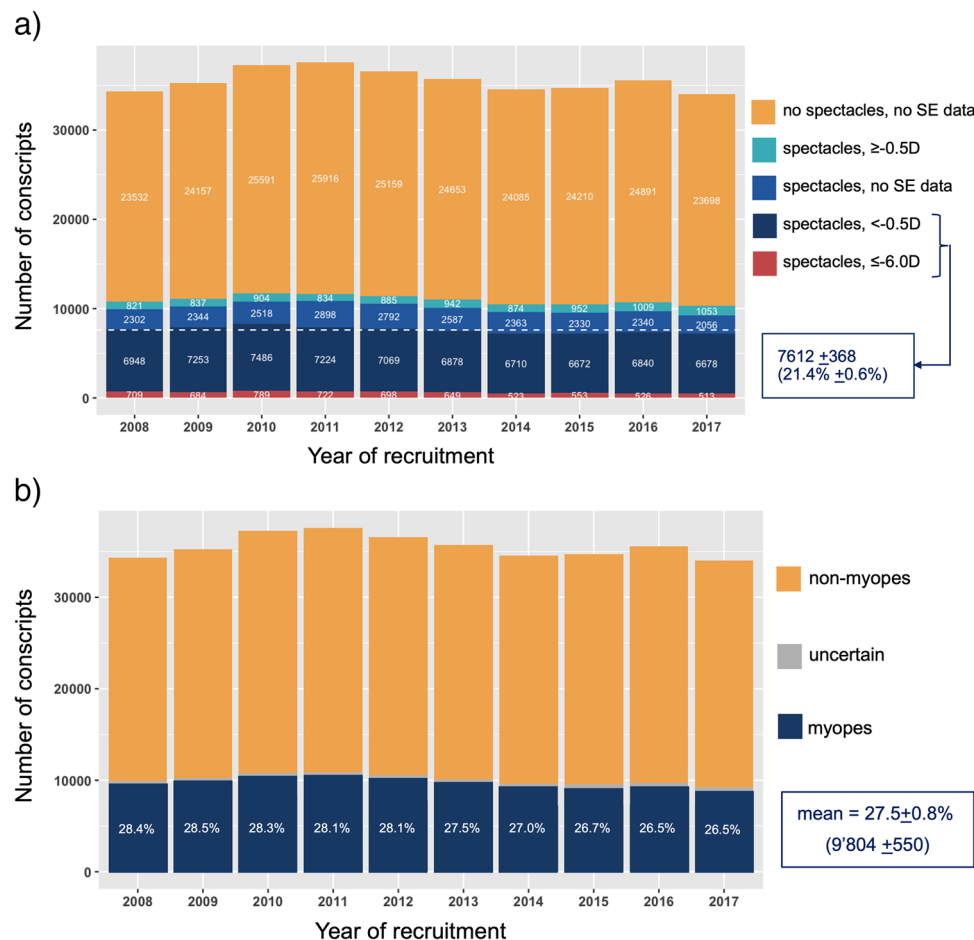 a)
Number of conscripts
30000
20000
10000
0
23532 24157 25591 25916 25159 24653 24085 24210 24891 23698
821 837 904 834 885 942 874 952 1009 1053
2302 2344 2518 2898 2792 2587 2363 2330 2340 2056
6948 7253 7486 7224 7069 6878 6710 6672 6840 6678
709 684 789 722 698 649 523 553 526 513
2008 2009 2010 2011 2012 2013 2014 2015 2016 2017
Year of recruitment
no spectacles, no SE data
spectacles, ≥-0.5D
spectacles, no SE data
spectacles, <-0.5D
spectacles, ≤-6.0D
7612 ±368
(21.4% ±0.6%)
b)
Number of conscripts
30000
20000
10000
0
28.4% 28.5% 28.3% 28.1% 28.1% 27.5% 27.0% 26.7% 26.5% 26.5%
2008 2009 2010 2011 2012 2013 2014 2015 2016 2017
Year of recruitment
non-myopes
uncertain
myopes
mean = 27.5±0.8%
(9'804 ±550)